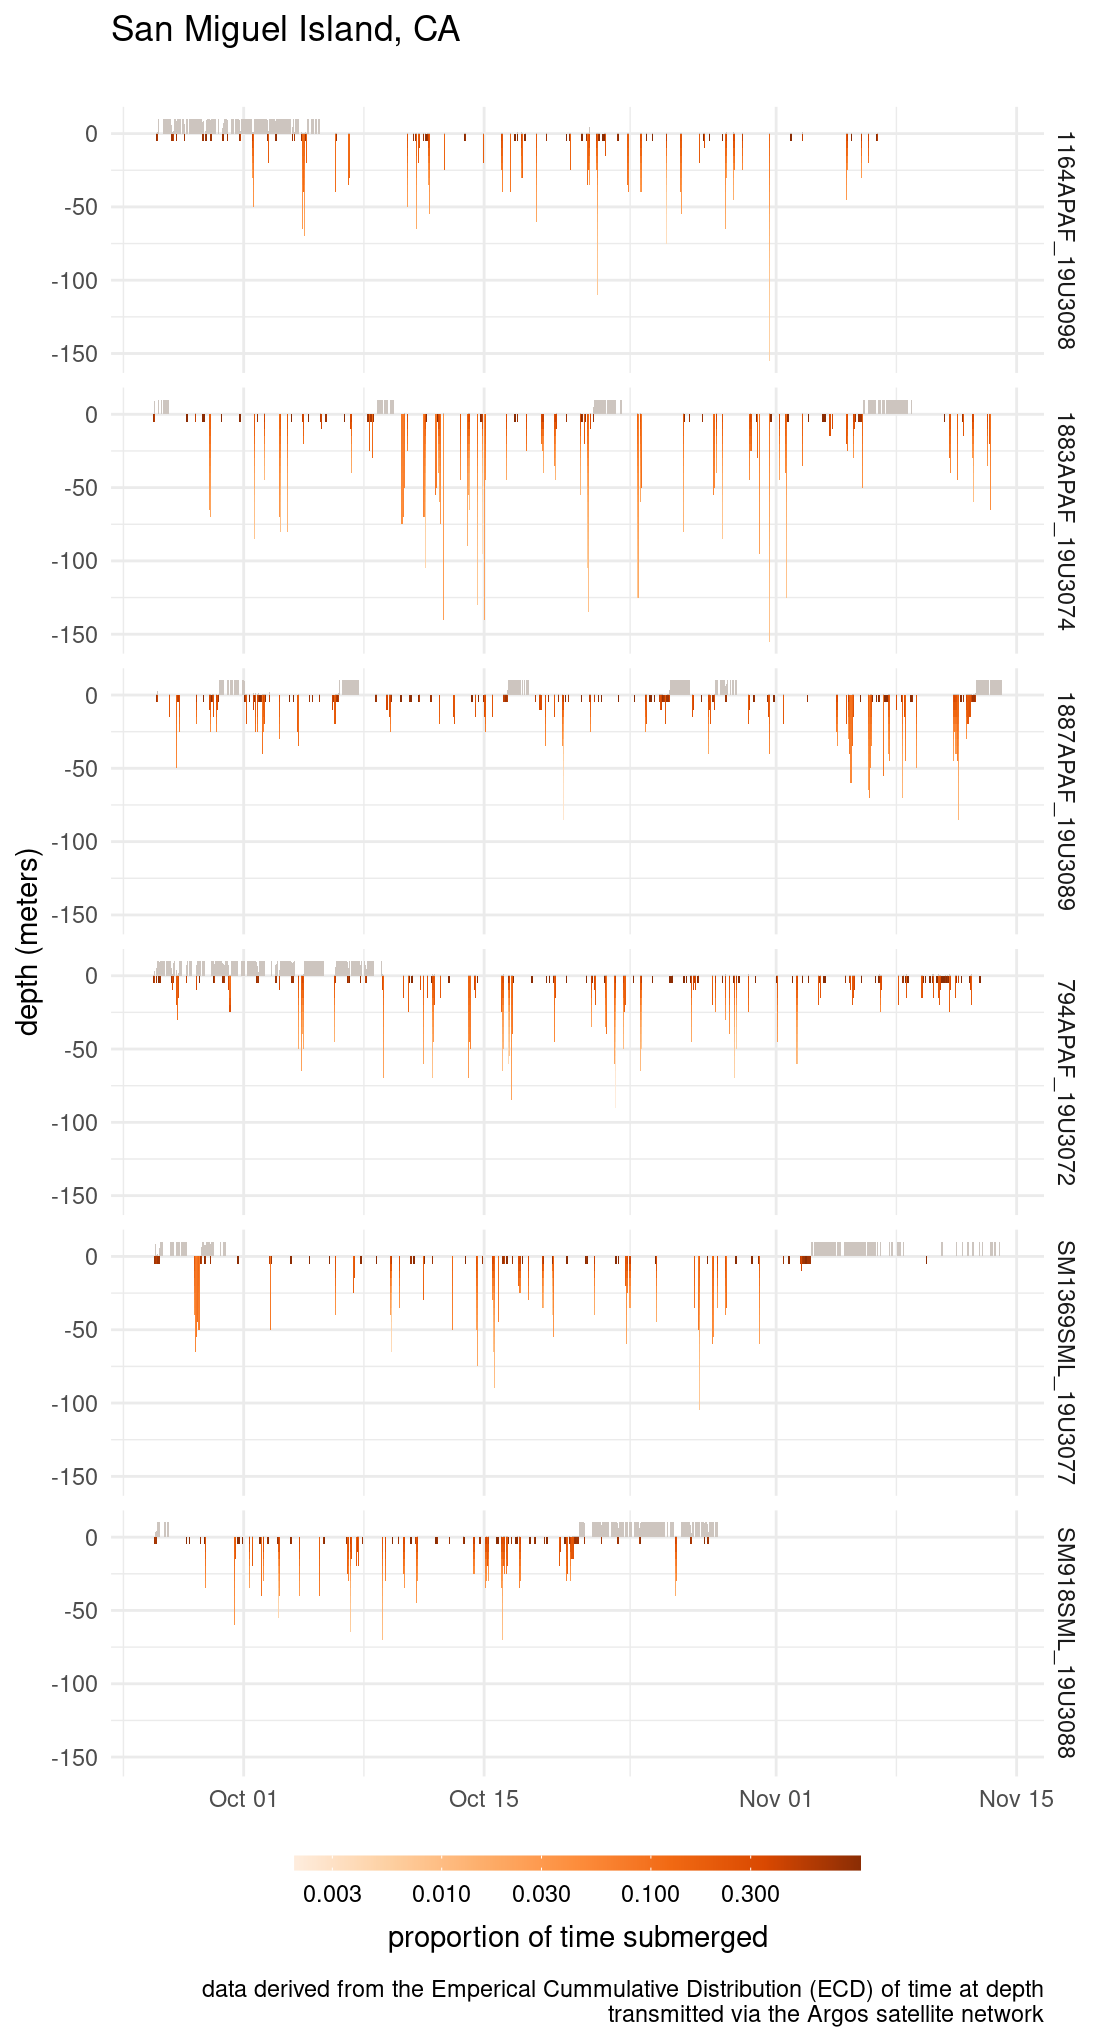 San Miguel Island, CA
depth (meters)
0
-50
-100
-150
1164APAF_19U3098
0
-50
-100
-150
1883APAF_19U3074
0
-50
-100
-150
1887APAF_19U3089
0
-50
-100
-150
794APAF_19U3072
0
-50
-100
-150
SM1369SML_19U3077
0
-50
-100
-150
SM918SML_19U3088
Oct 01 Oct 15 Nov 01 Nov 15
0.003 0.010 0.030 0.100 0.300
proportion of time submerged
data derived from the Emperical Cummulative Distribution (ECD) of time at depth
transmitted via the Argos satellite network